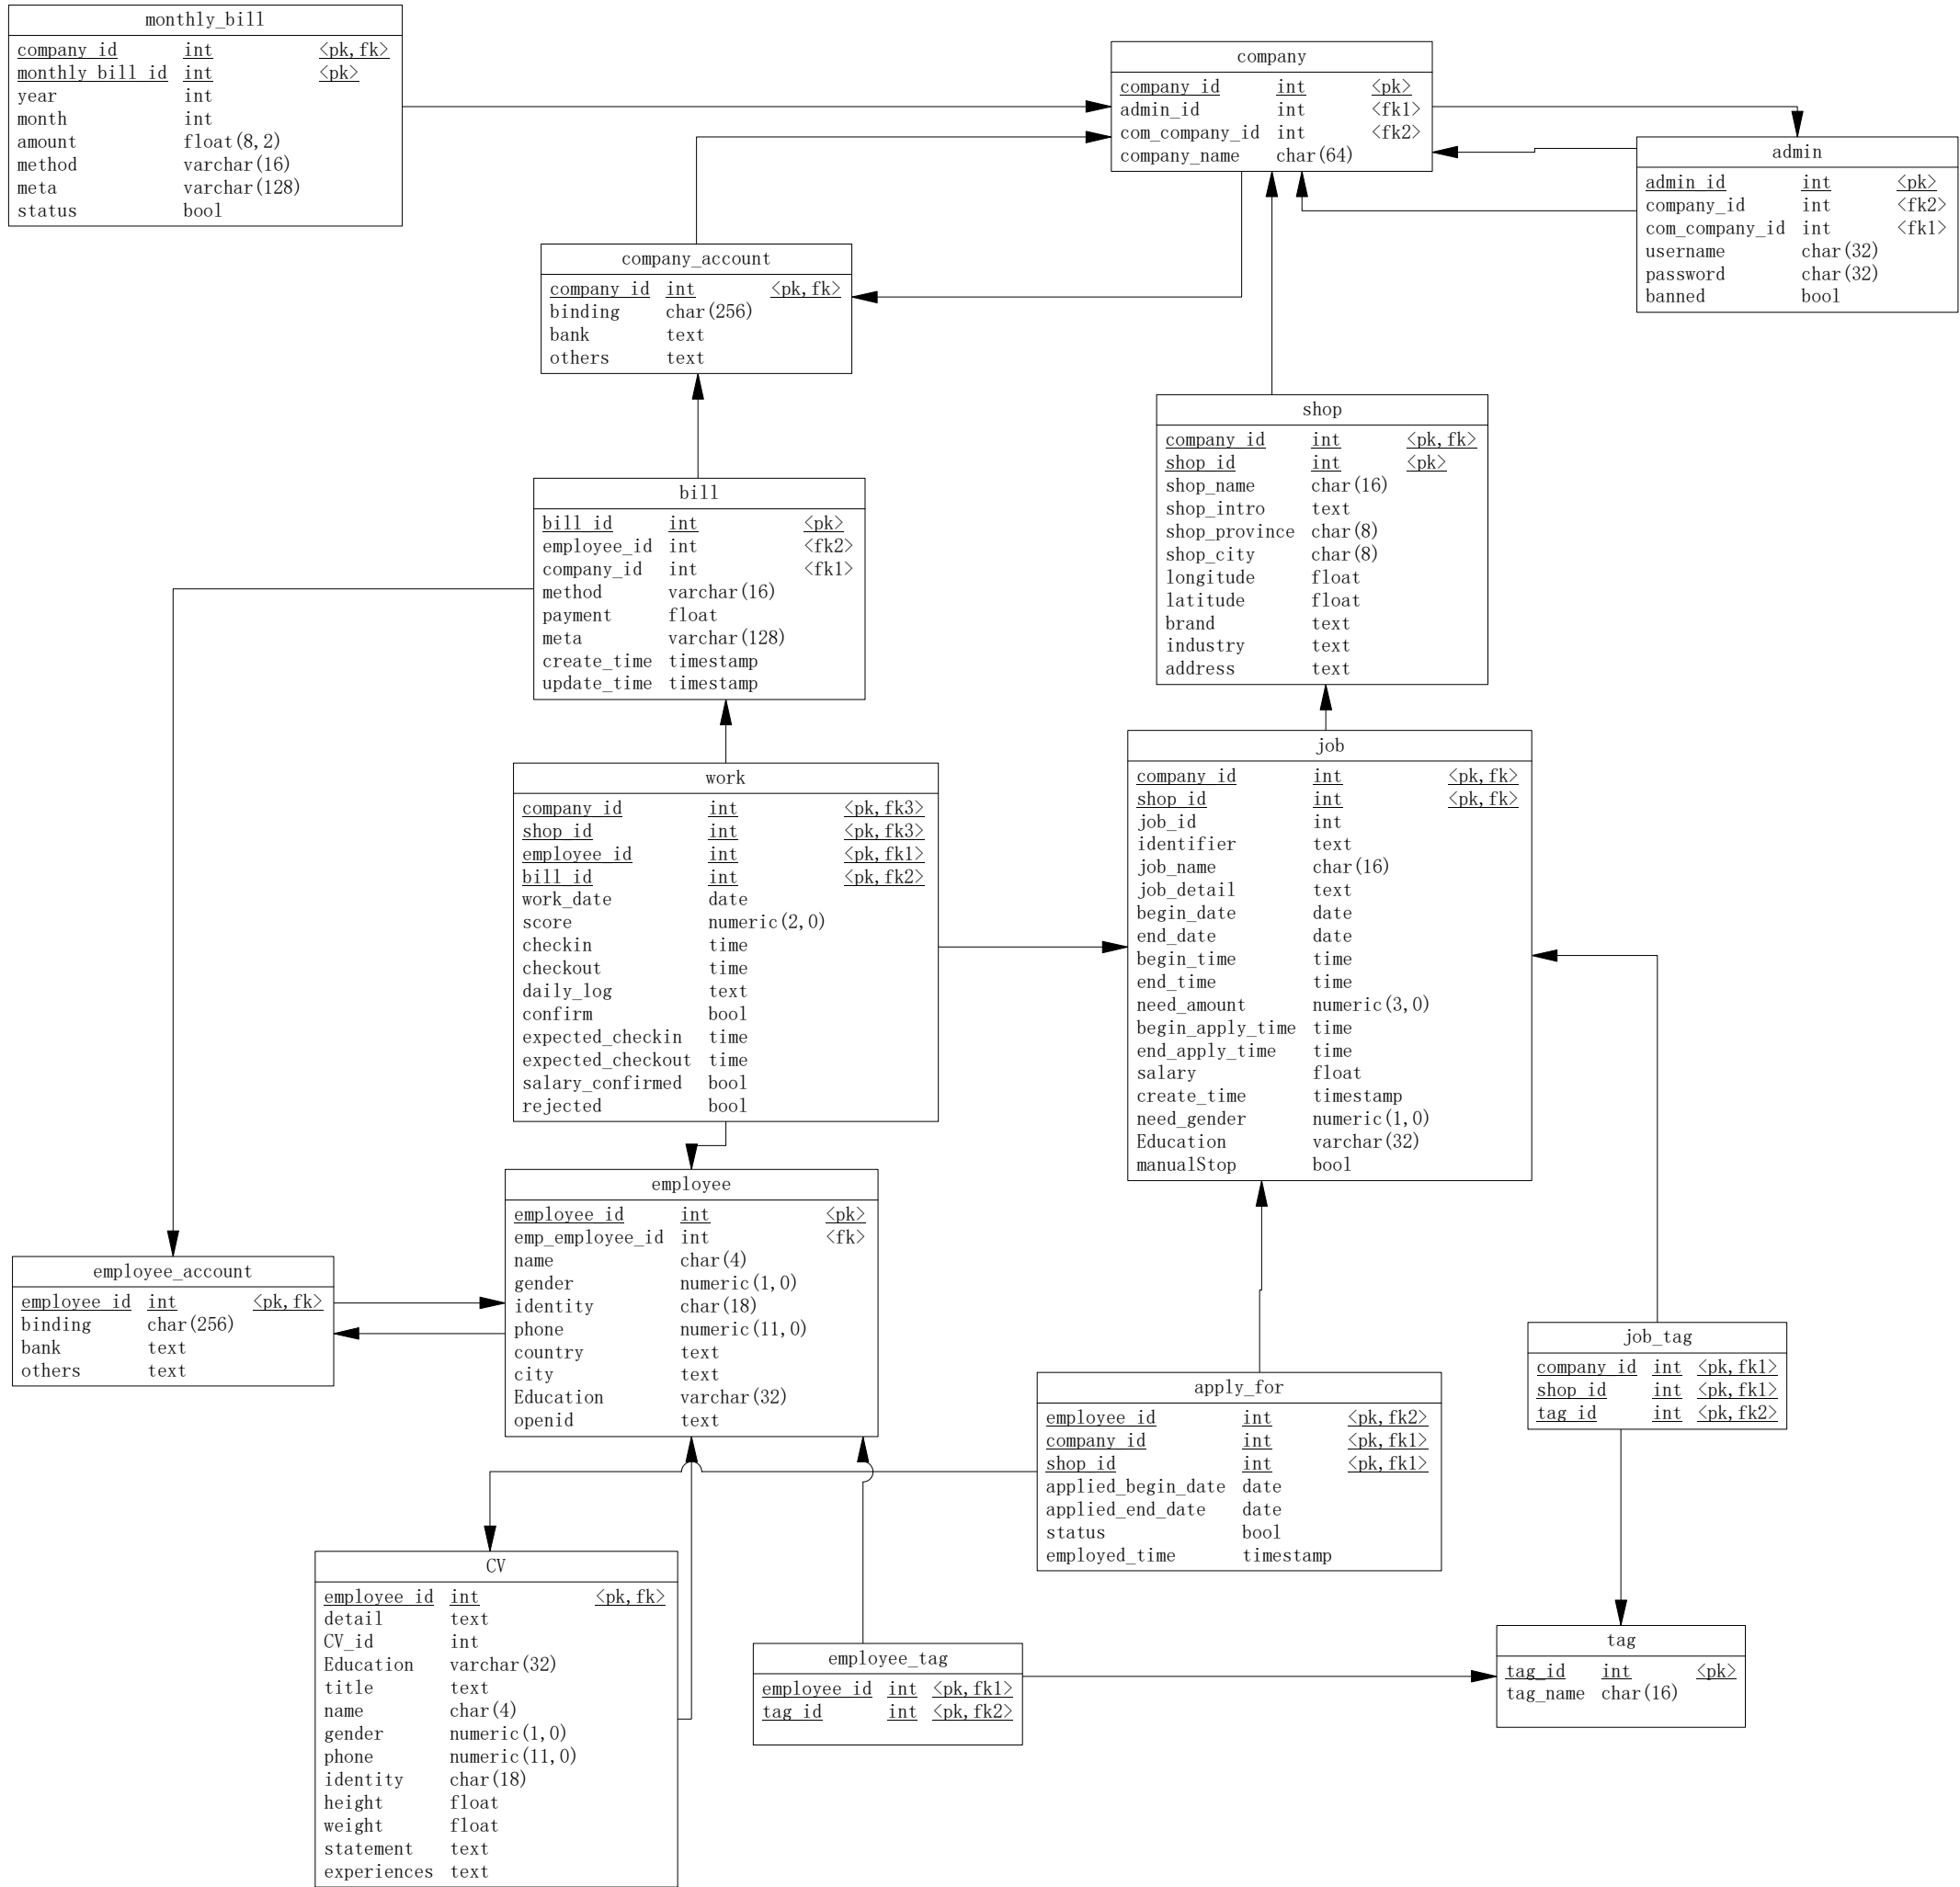 monthly_bill
company_id int <pk,fk>
monthly_bill_id int <pk>
year int
month int
amount float(8,2)
method varchar(16)
meta varchar(128)
status bool
company
company_id int <pk>
admin_id int <fk1>
com_company_id int <fk2>
company_name char(64)
admin
admin_id int <pk>
company_id int <fk2>
com_company_id int <fk1>
username char(32)
password char(32)
banned bool
company_account
company_id int <pk,fk>
binding char(256)
bank text
others text
shop
company_id int <pk,fk>
shop_id int <pk>
shop_name char(16)
shop_intro text
shop_province char(8)
shop_city char(8)
longitude float
latitude float
brand text
industry text
address text
bill
bill_id int <pk>
employee_id int <fk2>
company_id int <fk1>
method varchar(16)
payment float
meta varchar(128)
create_time timestamp
update_time timestamp
work
company_id int <pk,fk3>
shop_id int <pk,fk3>
employee_id int <pk,fk1>
bill_id int <pk,fk2>
work_date date
score numeric(2,0)
checkin time
checkout time
daily_log text
confirm bool
expected_checkin time
expected_checkout time
salary_confirmed bool
rejected bool
job
company_id int <pk,fk>
shop_id int <pk,fk>
job_id int
identifier text
job_name char(16)
job_detail text
begin_date date
end_date date
begin_time time
end_time time
need_amount numeric(3,0)
begin_apply_time time
end_apply_time time
salary float
create_time timestamp
need_gender numeric(1,0)
Education varchar(32)
manualStop bool
employee
employee_id int <pk>
emp_employee_id int <fk>
name char(4)
gender numeric(1,0)
identity char(18)
phone numeric(11,0)
country text
city text
Education varchar(32)
openid text
employee_account
employee_id int <pk,fk>
binding char(256)
bank text
others text
job_tag
company_id int <pk,fk1>
shop_id int <pk,fk1>
tag_id int <pk,fk2>
apply_for
employee_id int <pk,fk2>
company_id int <pk,fk1>
shop_id int <pk,fk1>
applied_begin_date date
applied_end_date date
status bool
employed_time timestamp
CV
employee_id int <pk,fk>
detail text
CV_id int
Education varchar(32)
title text
name char(4)
gender numeric(1,0)
phone numeric(11,0)
identity char(18)
height float
weight float
statement text
experiences text
employee_tag
employee_id int <pk,fk1>
tag_id int <pk,fk2>
tag
tag_id int <pk>
tag_name char(16)